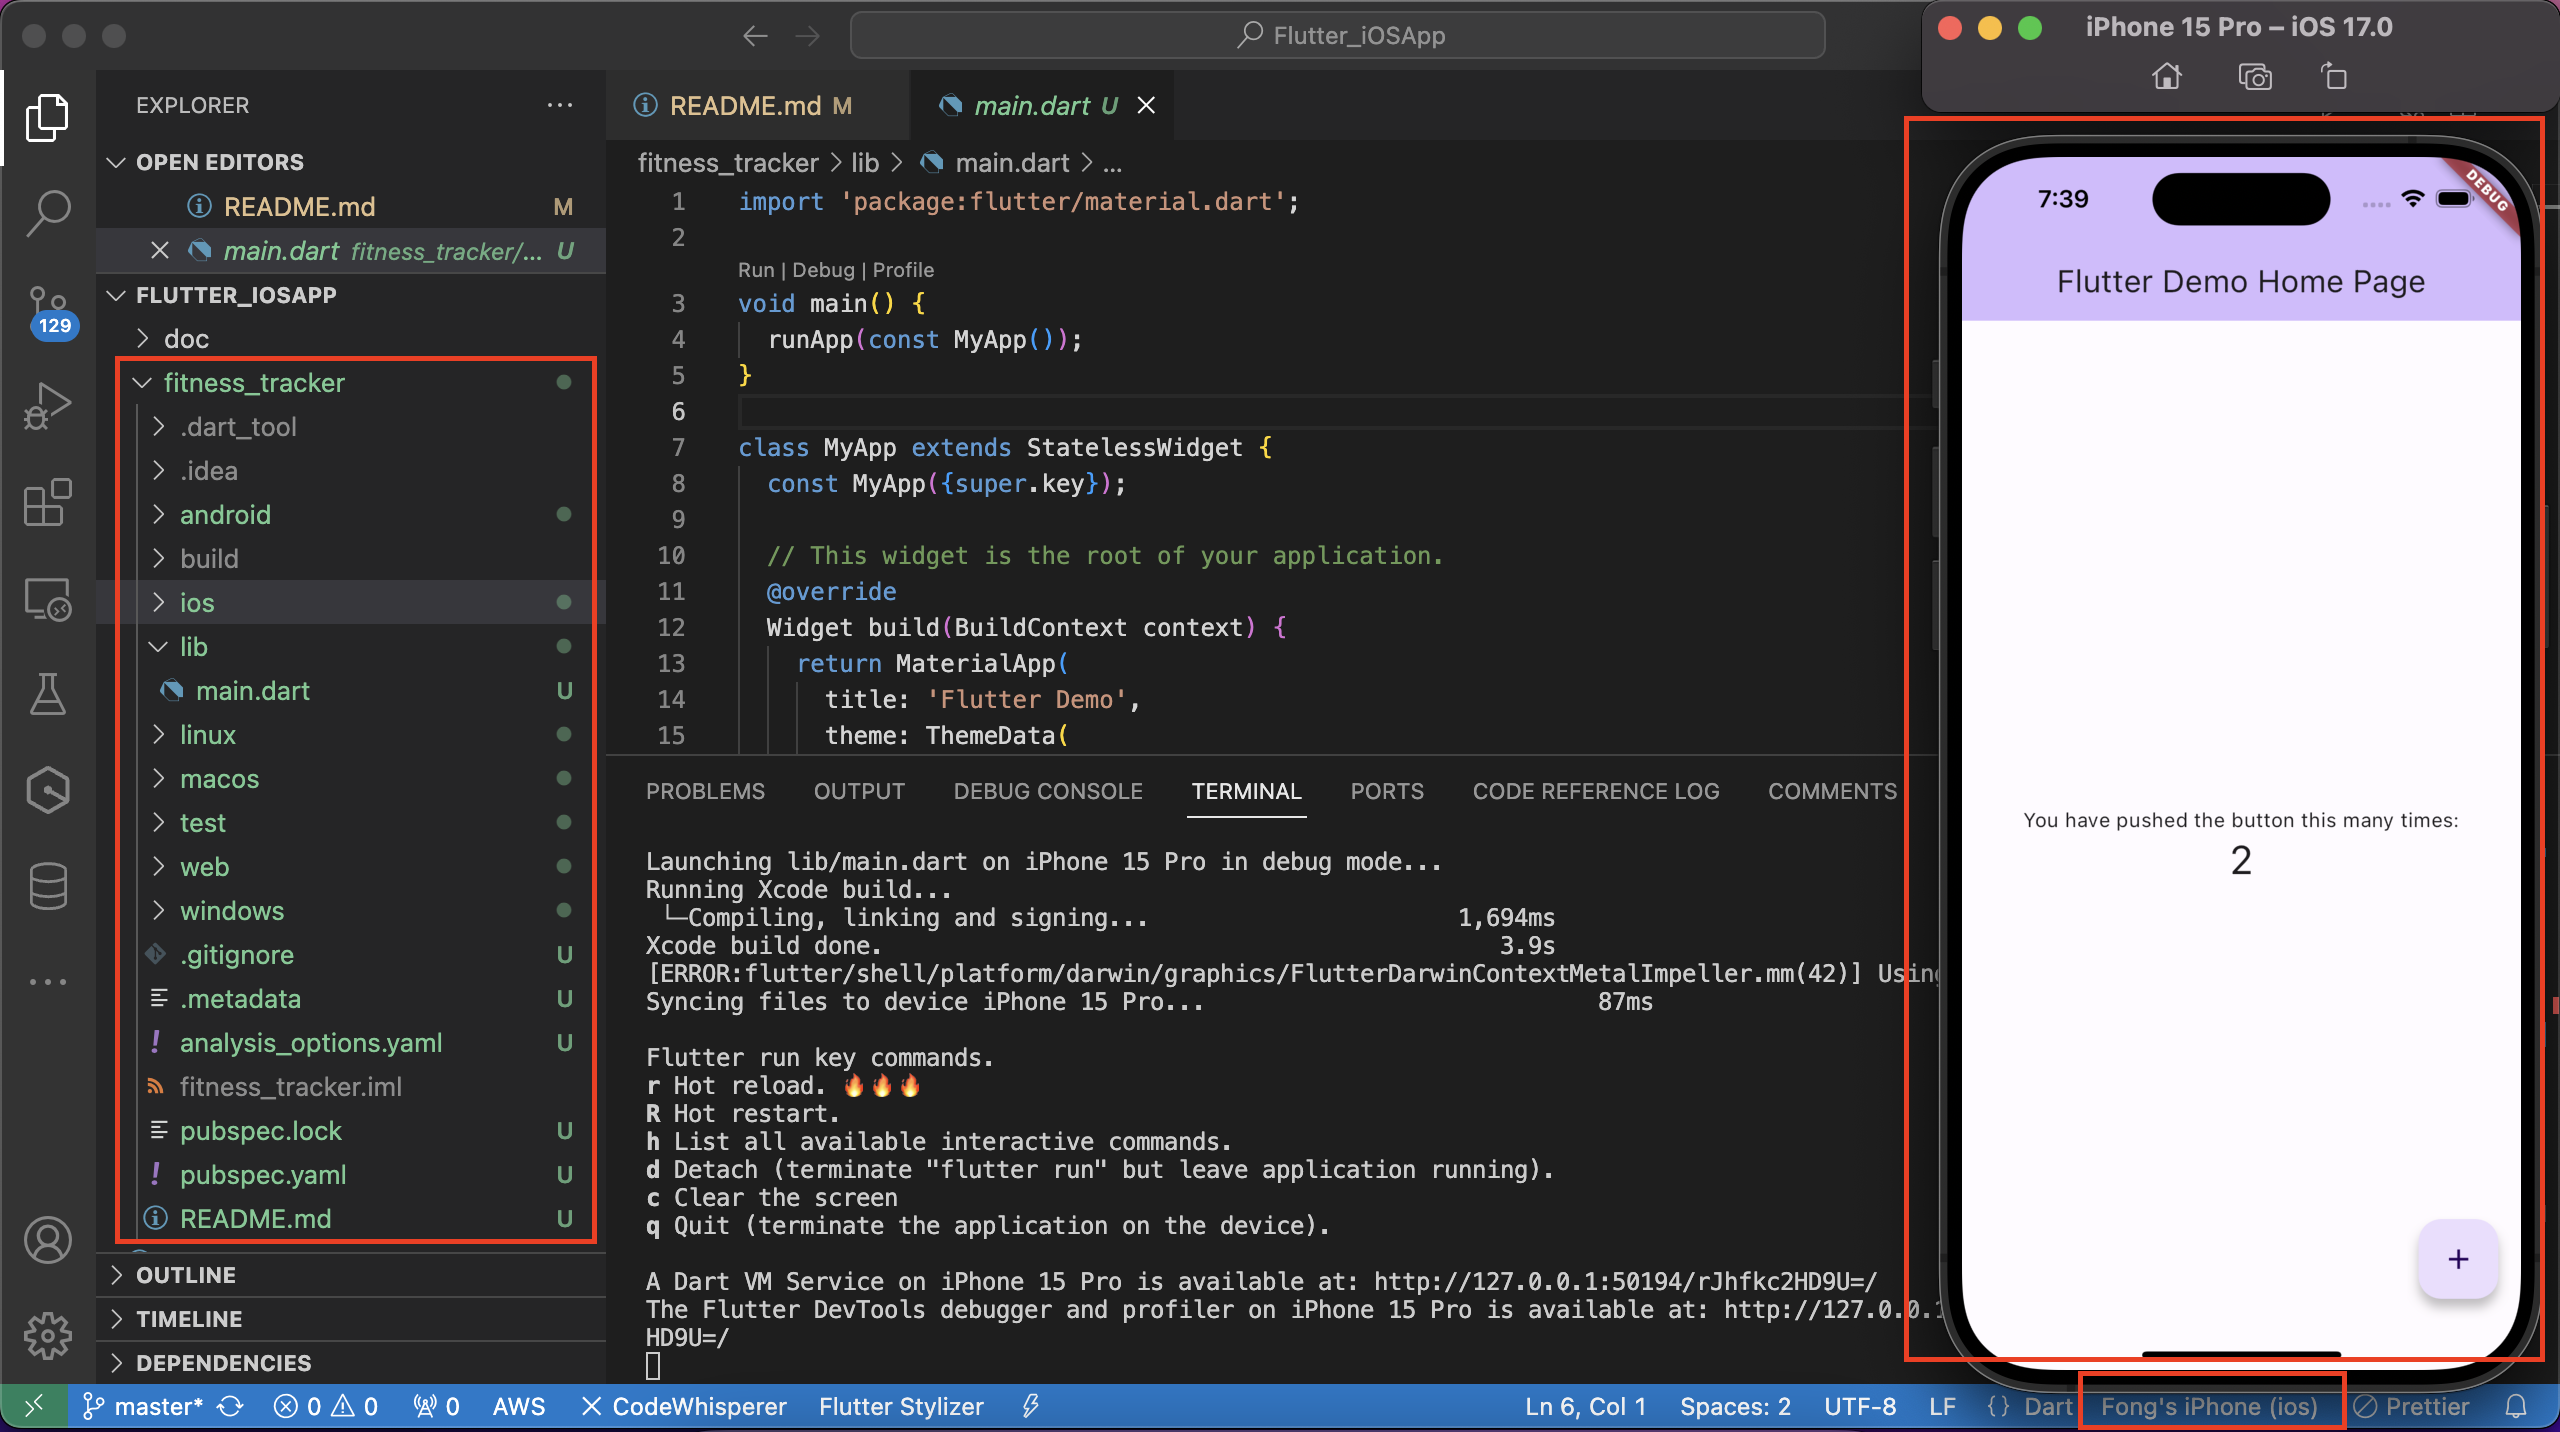 Flutter_iOSApp
iPhone 15 Pro – iOS 17.0
EXPLORER
OPEN EDITORS
README.md M
main.dart fitness_tracker/... U
FLUTTER_IOSAPP
129
doc
fitness_tracker
.dart_tool
.idea
android
build
ios
lib
main.dart U
linux
macos
test
web
windows
.gitignore U
.metadata U
analysis_options.yaml U
fitness_tracker.iml
pubspec.lock U
pubspec.yaml U
README.md U
OUTLINE
TIMELINE
DEPENDENCIES
README.md M
main.dart U
fitness_tracker > lib > main.dart > ...
1 import 'package:flutter/material.dart';
2
Run | Debug | Profile
3 void main() {
4 runApp(const MyApp());
5 }
6
7 class MyApp extends StatelessWidget {
8 const MyApp({super.key});
9
10 // This widget is the root of your application.
11 @override
12 Widget build(BuildContext context) {
13 return MaterialApp(
14 title: 'Flutter Demo',
15 theme: ThemeData(
PROBLEMS OUTPUT DEBUG CONSOLE TERMINAL PORTS CODE REFERENCE LOG COMMENTS
Launching lib/main.dart on iPhone 15 Pro in debug mode...
Running Xcode build...
└─Compiling, linking and signing... 1,694ms
Xcode build done. 3.9s
[ERROR:flutter/shell/platform/darwin/graphics/FlutterDarwinContextMetalImpeller.mm(42)] Using
Syncing files to device iPhone 15 Pro... 87ms
Flutter run key commands.
r Hot reload. 🔥🔥🔥
R Hot restart.
h List all available interactive commands.
d Detach (terminate "flutter run" but leave application running).
c Clear the screen
q Quit (terminate the application on the device).
A Dart VM Service on iPhone 15 Pro is available at: http://127.0.0.1:50194/rJhfkc2HD9U=/
The Flutter DevTools debugger and profiler on iPhone 15 Pro is available at: http://127.0.0.1
HD9U=/
7:39
DEBUG
Flutter Demo Home Page
You have pushed the button this many times:
2
+
master* 0 0 0 AWS CodeWhisperer Flutter Stylizer Ln 6, Col 1 Spaces: 2 UTF-8 LF {} Dart Fong's iPhone (ios) Prettier